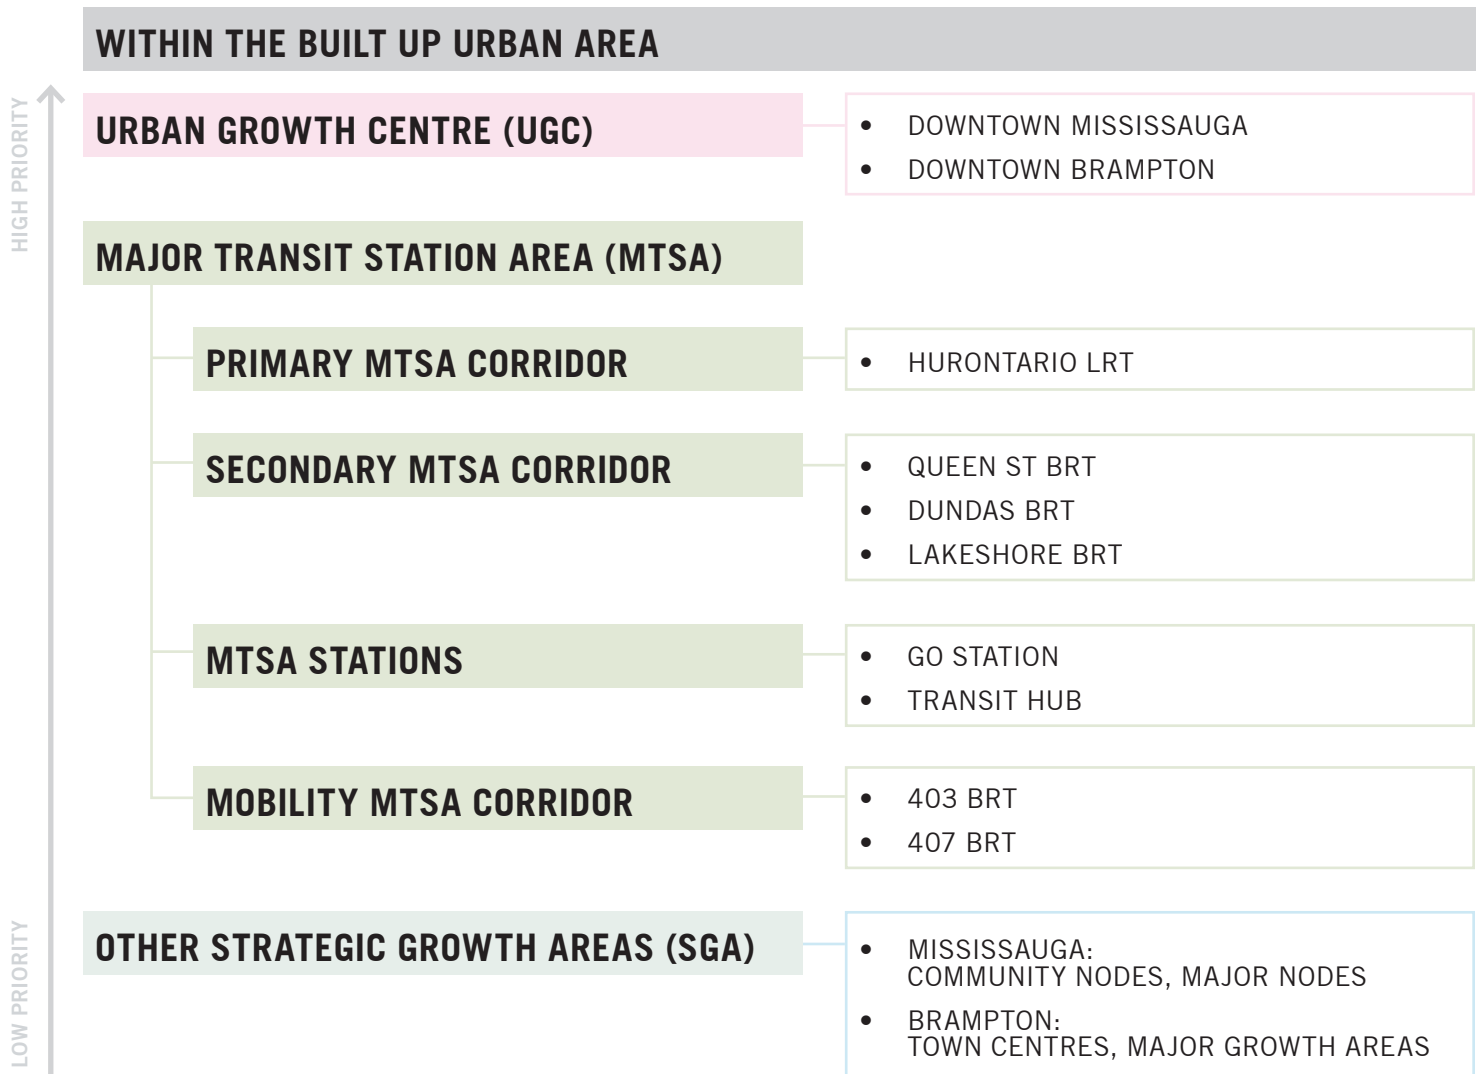 WITHIN THE BUILT UP URBAN AREA
HIGH PRIORITY
URBAN GROWTH CENTRE (UGC)
• DOWNTOWN MISSISSAUGA
• DOWNTOWN BRAMPTON
MAJOR TRANSIT STATION AREA (MTSA)
PRIMARY MTSA CORRIDOR
• HURONTARIO LRT
SECONDARY MTSA CORRIDOR
• QUEEN ST BRT
• DUNDAS BRT
• LAKESHORE BRT
MTSA STATIONS
• GO STATION
• TRANSIT HUB
MOBILITY MTSA CORRIDOR
• 403 BRT
• 407 BRT
LOW PRIORITY
OTHER STRATEGIC GROWTH AREAS (SGA)
• MISSISSAUGA:
COMMUNITY NODES, MAJOR NODES
• BRAMPTON:
TOWN CENTRES, MAJOR GROWTH AREAS